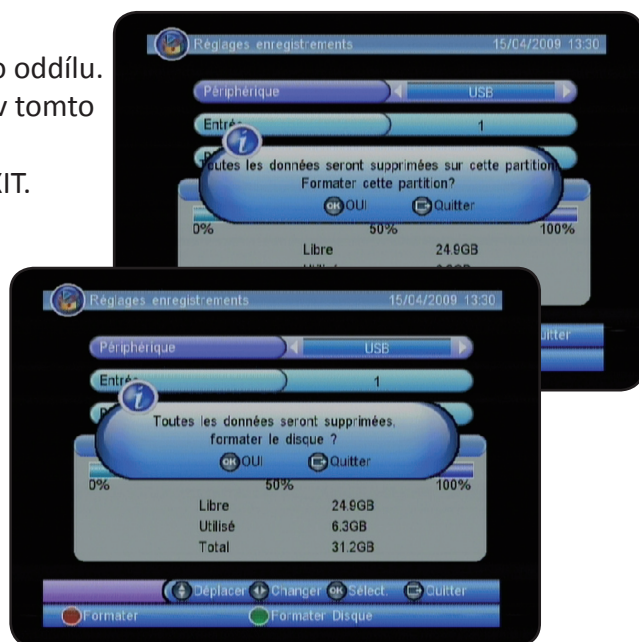 oddílu.
v tomto
Réglages enregistrements 15/04/2009 13:30
Périphérique USB
Entrée 1
Toutes les données seront supprimées sur cette partition
Formater cette partition?
OK OUI Quitter
0% 50% 100%
Libre 24.9GB
Réglages enregistrements 15/04/2009 13:30
Périphérique USB
Entrée 1
Toutes les données seront supprimées,
formater le disque ?
OK OUI Quitter
0% 50% 100%
Libre 24.9GB
Utilisé 6.3GB
Total 31.2GB
Déplacer Changer OK Sélect. Quitter
Formater Formater Disque